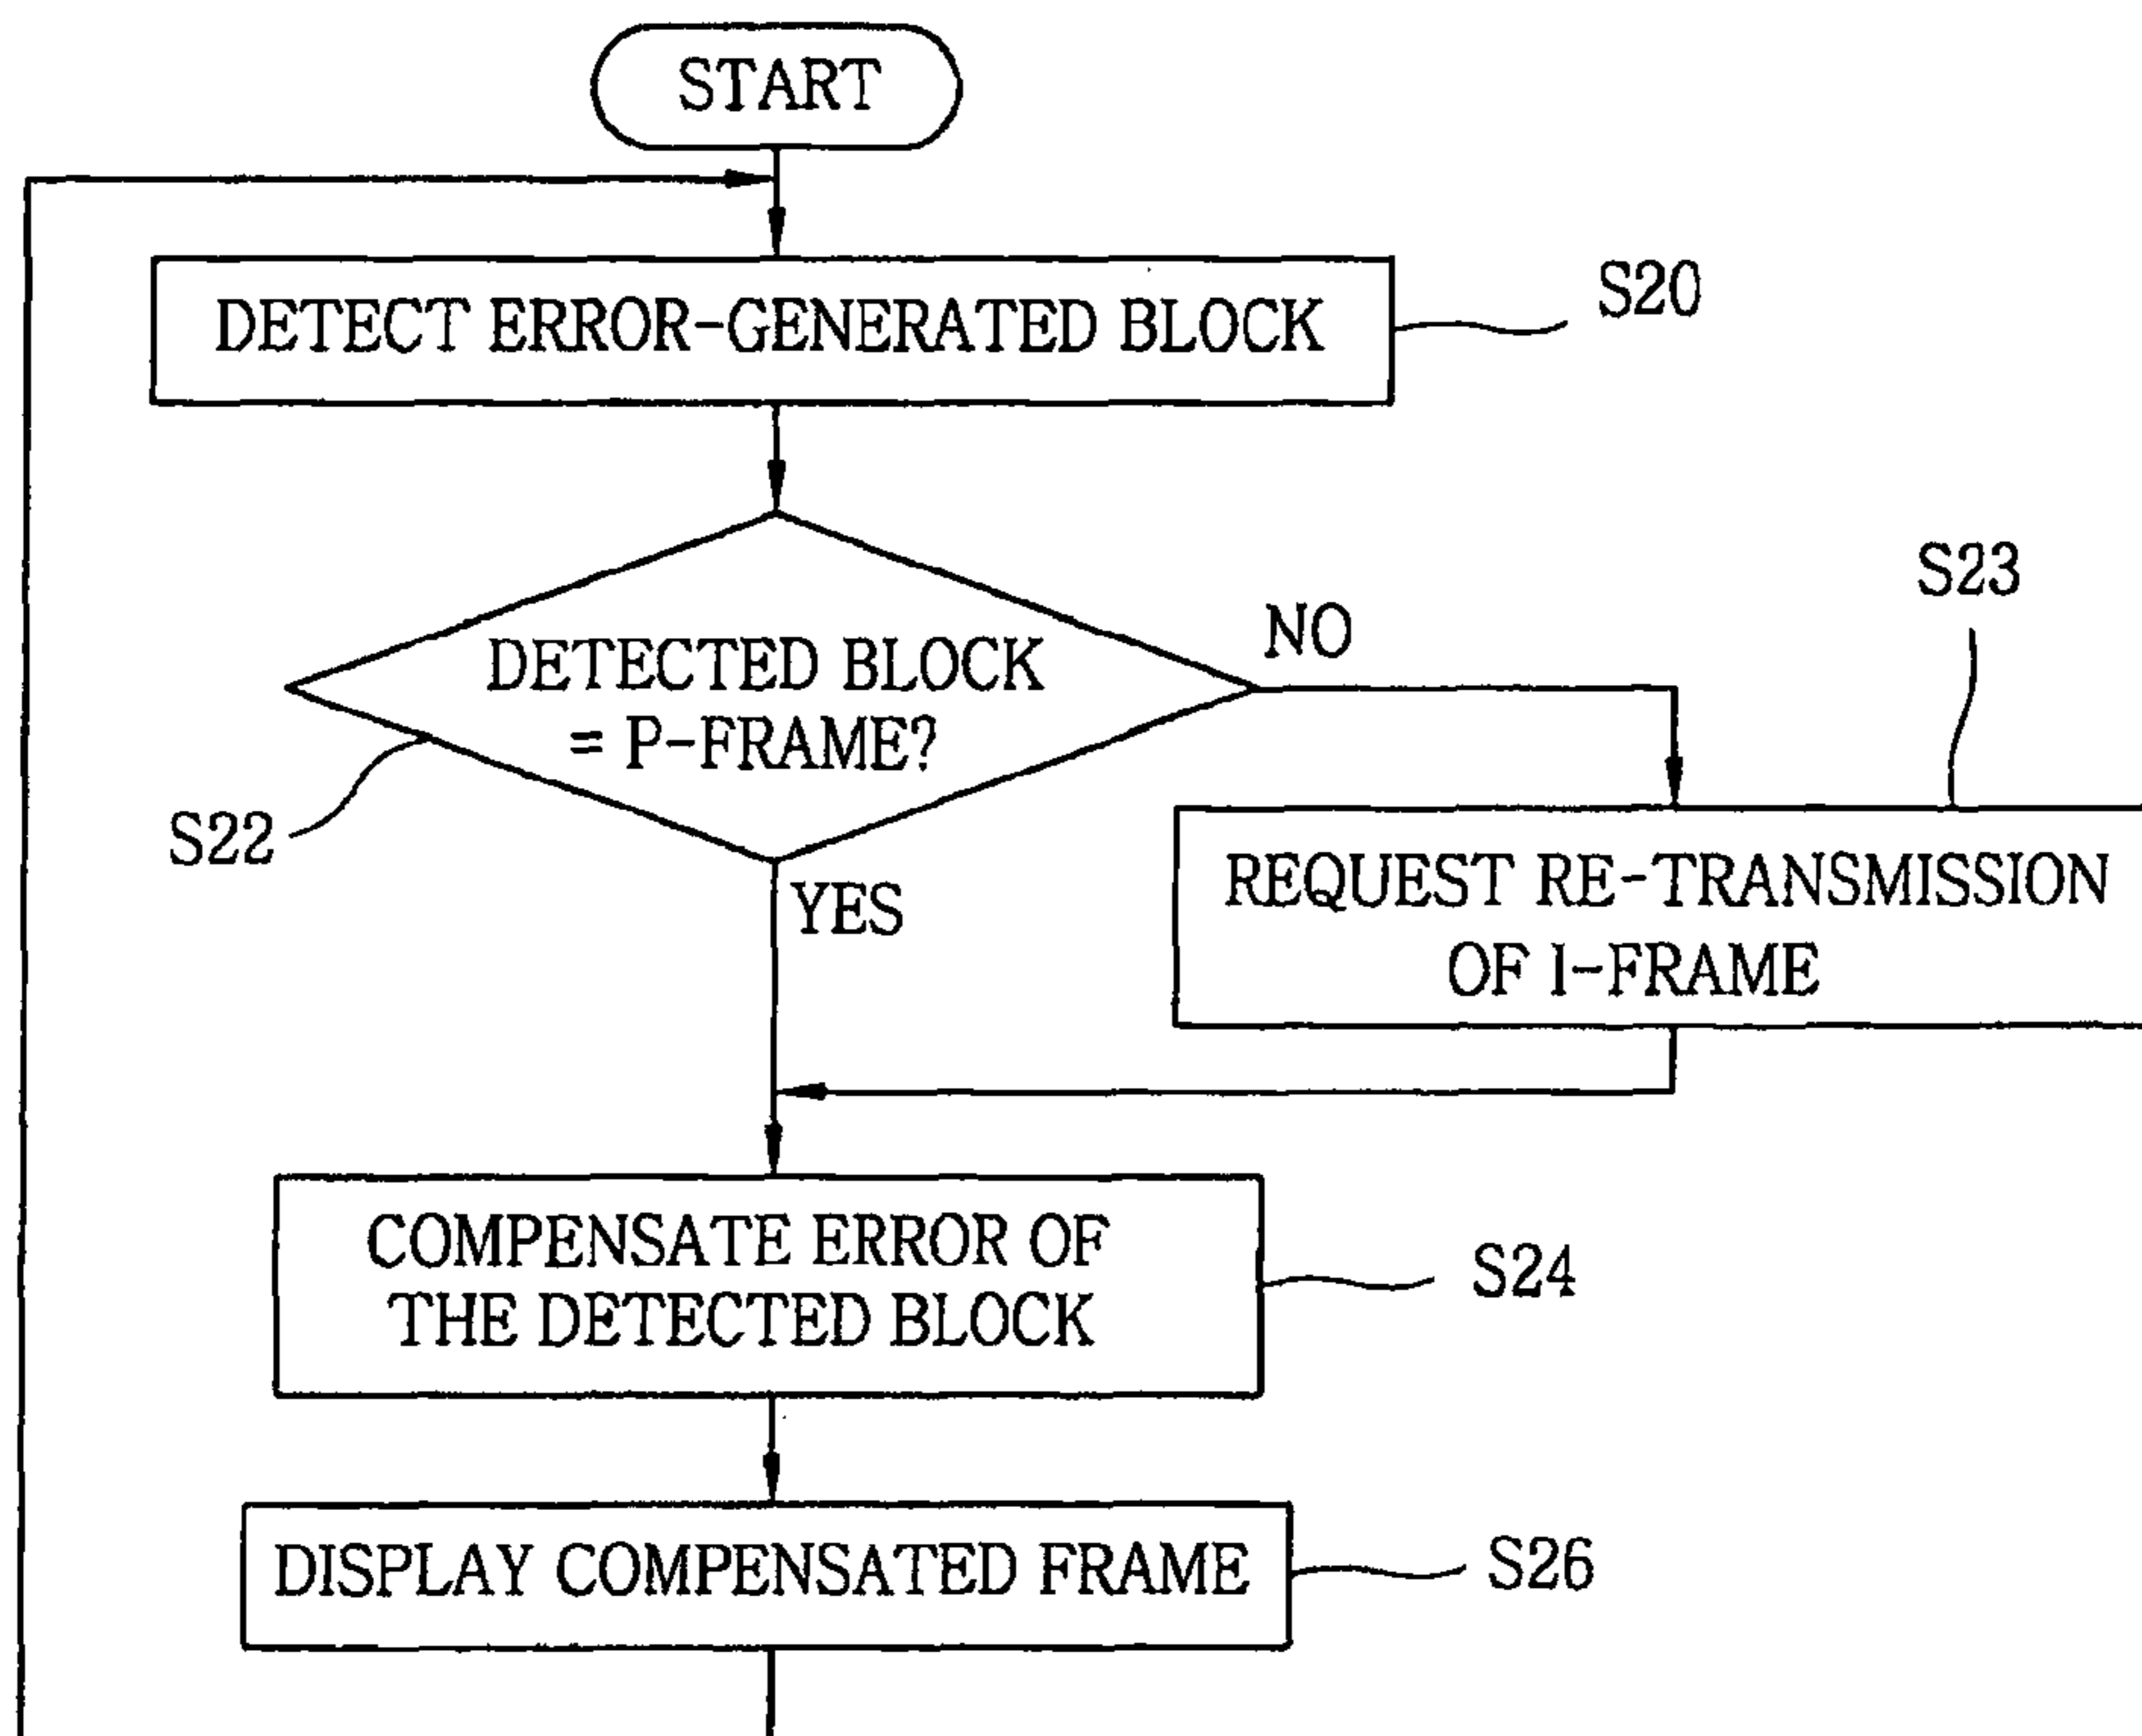 START
DETECT ERROR-GENERATED BLOCK
S20
DETECTED BLOCK
= P-FRAME?
NO
S23
S22
YES
REQUEST RE-TRANSMISSION
OF I-FRAME
COMPENSATE ERROR OF
THE DETECTED BLOCK
S24
DISPLAY COMPENSATED FRAME
S26